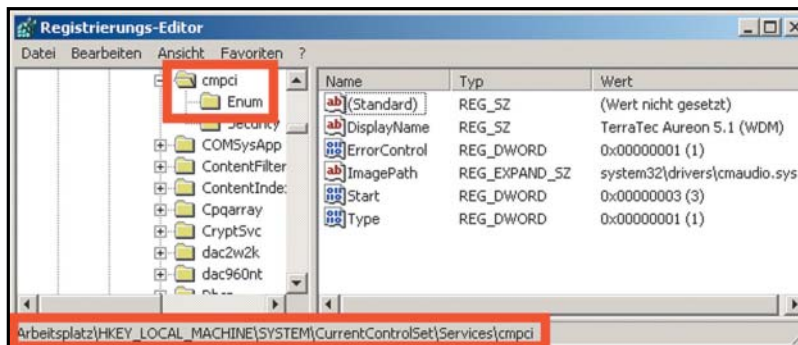 Registrierungs-Editor
Datei Bearbeiten Ansicht Favoriten ?
cmpci
Enum
Security
COMSysApp
ContentFilter
ContentIndex
Cpqarray
CryptSvc
dac2w2k
dac960nt
Name Typ Wert
(Standard) REG_SZ (Wert nicht gesetzt)
DisplayName REG_SZ TerraTec Aureon 5.1 (WDM)
ErrorControl REG_DWORD 0x00000001 (1)
ImagePath REG_EXPAND_SZ system32\drivers\cmaudio.sys
Start REG_DWORD 0x00000003 (3)
Type REG_DWORD 0x00000001 (1)
Arbeitsplatz\HKEY_LOCAL_MACHINE\SYSTEM\CurrentControlSet\Services\cmpci